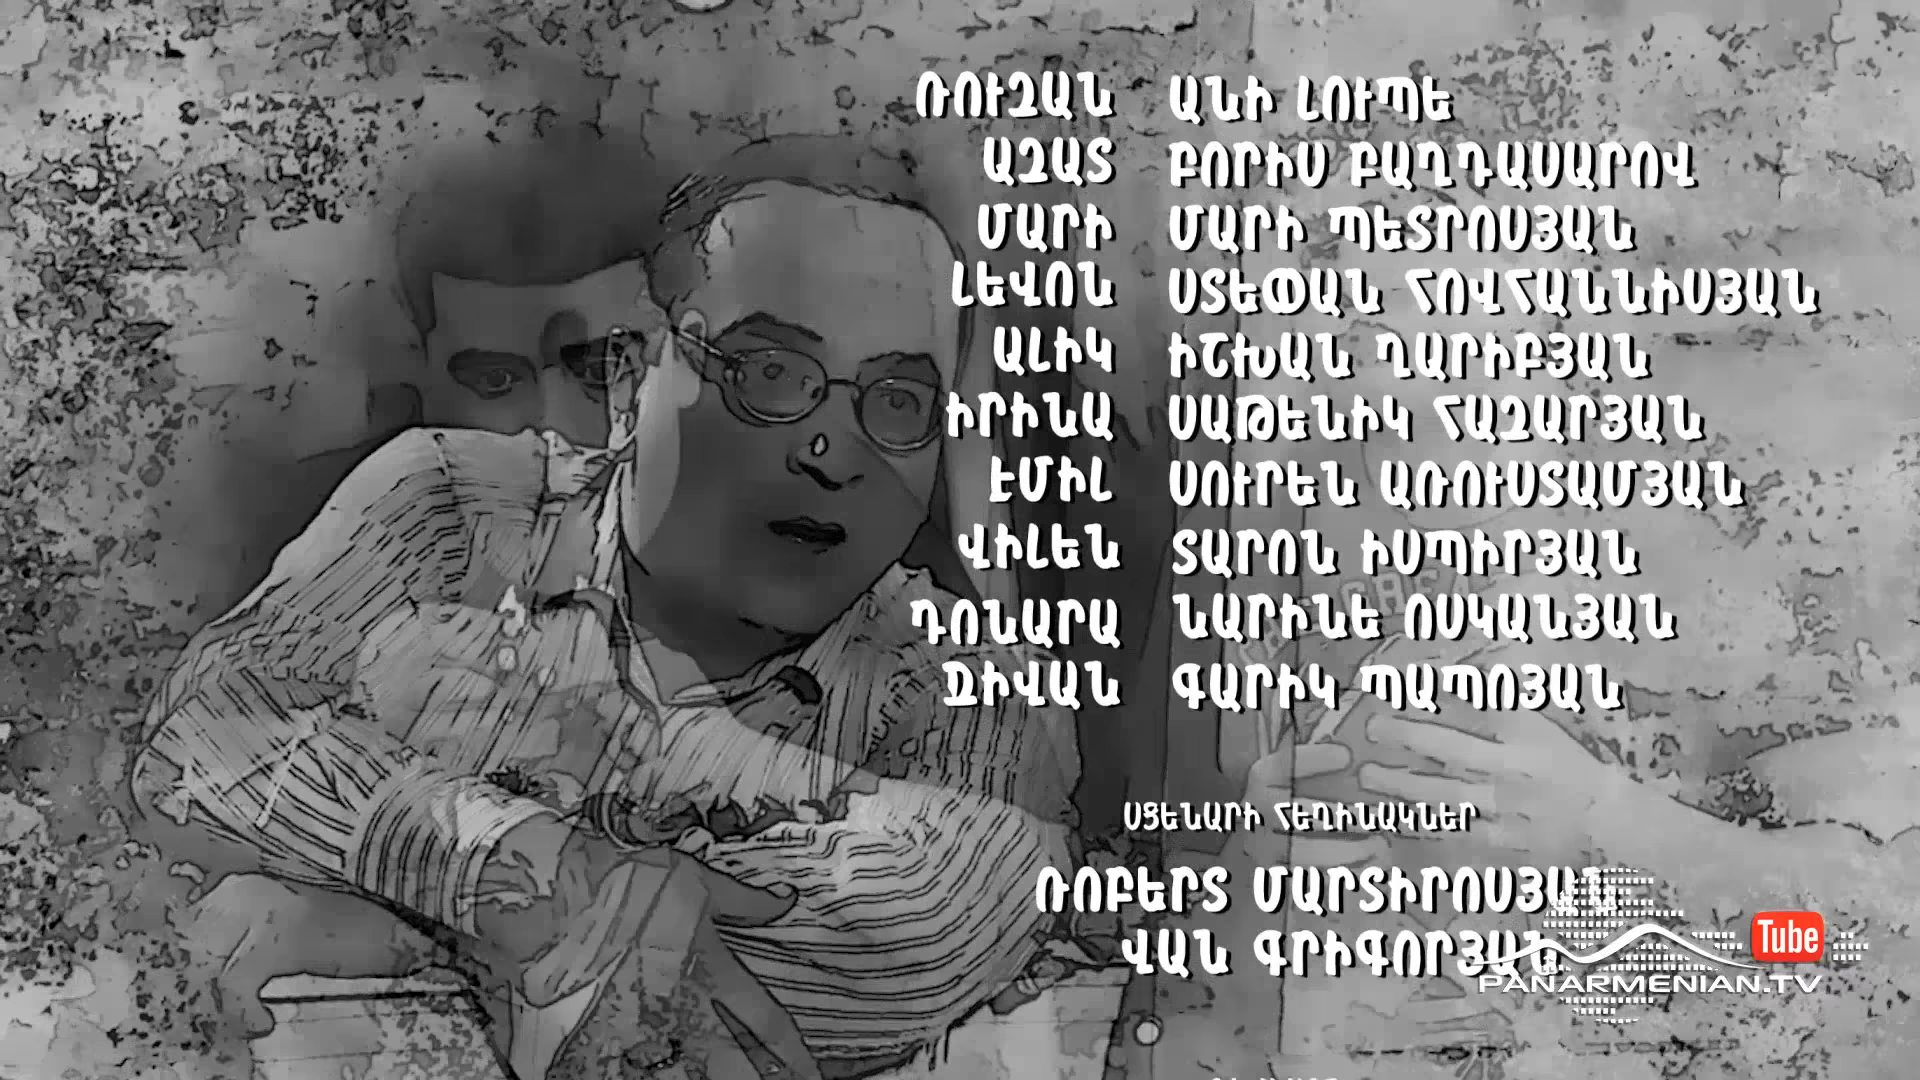 ՌՈՒԶԱՆ ԱՆԻ ԼՈՒՊԵ
ԱԶԱՏ ԲՈՐԻՍ ԲԱՂԴԱՍԱՐՈՎ
ՄԱՐԻ ՄԱՐԻ ՊԵՏՐՈՍՅԱՆ
ԼԵՎՈՆ ՍՏԵՓԱՆ ՀՈՎՀԱՆՆԻՍՅԱՆ
ԱԼԻԿ ԻՇԽԱՆ ՂԱՐԻԲՅԱՆ
ԻՐԻՆԱ ՍԱԹԵՆԻԿ ՀԱԶԱՐՅԱՆ
ԷՄԻԼ ՍՈՒՐԵՆ ԱՌՈՒՍՏԱՄՅԱՆ
ՎԻԼԵՆ ՏԱՐՈՆ ԻՍՊԻՐՅԱՆ
ԴՈՆԱՐԱ ՆԱՐԻՆԵ ՈՍԿԱՆՅԱՆ
ՋԻՎԱՆ ԳԱՐԻԿ ՊԱՊՈՅԱՆ
ՍՑԵՆԱՐԻ ՀԵՂԻՆԱԿՆԵՐ
ՌՈԲԵՐՏ ՄԱՐՏԻՐՈՍՅԱՆ
ՎԱՆ ԳՐԻԳՈՐՅԱՆ
Tube
PANARMENIAN.TV